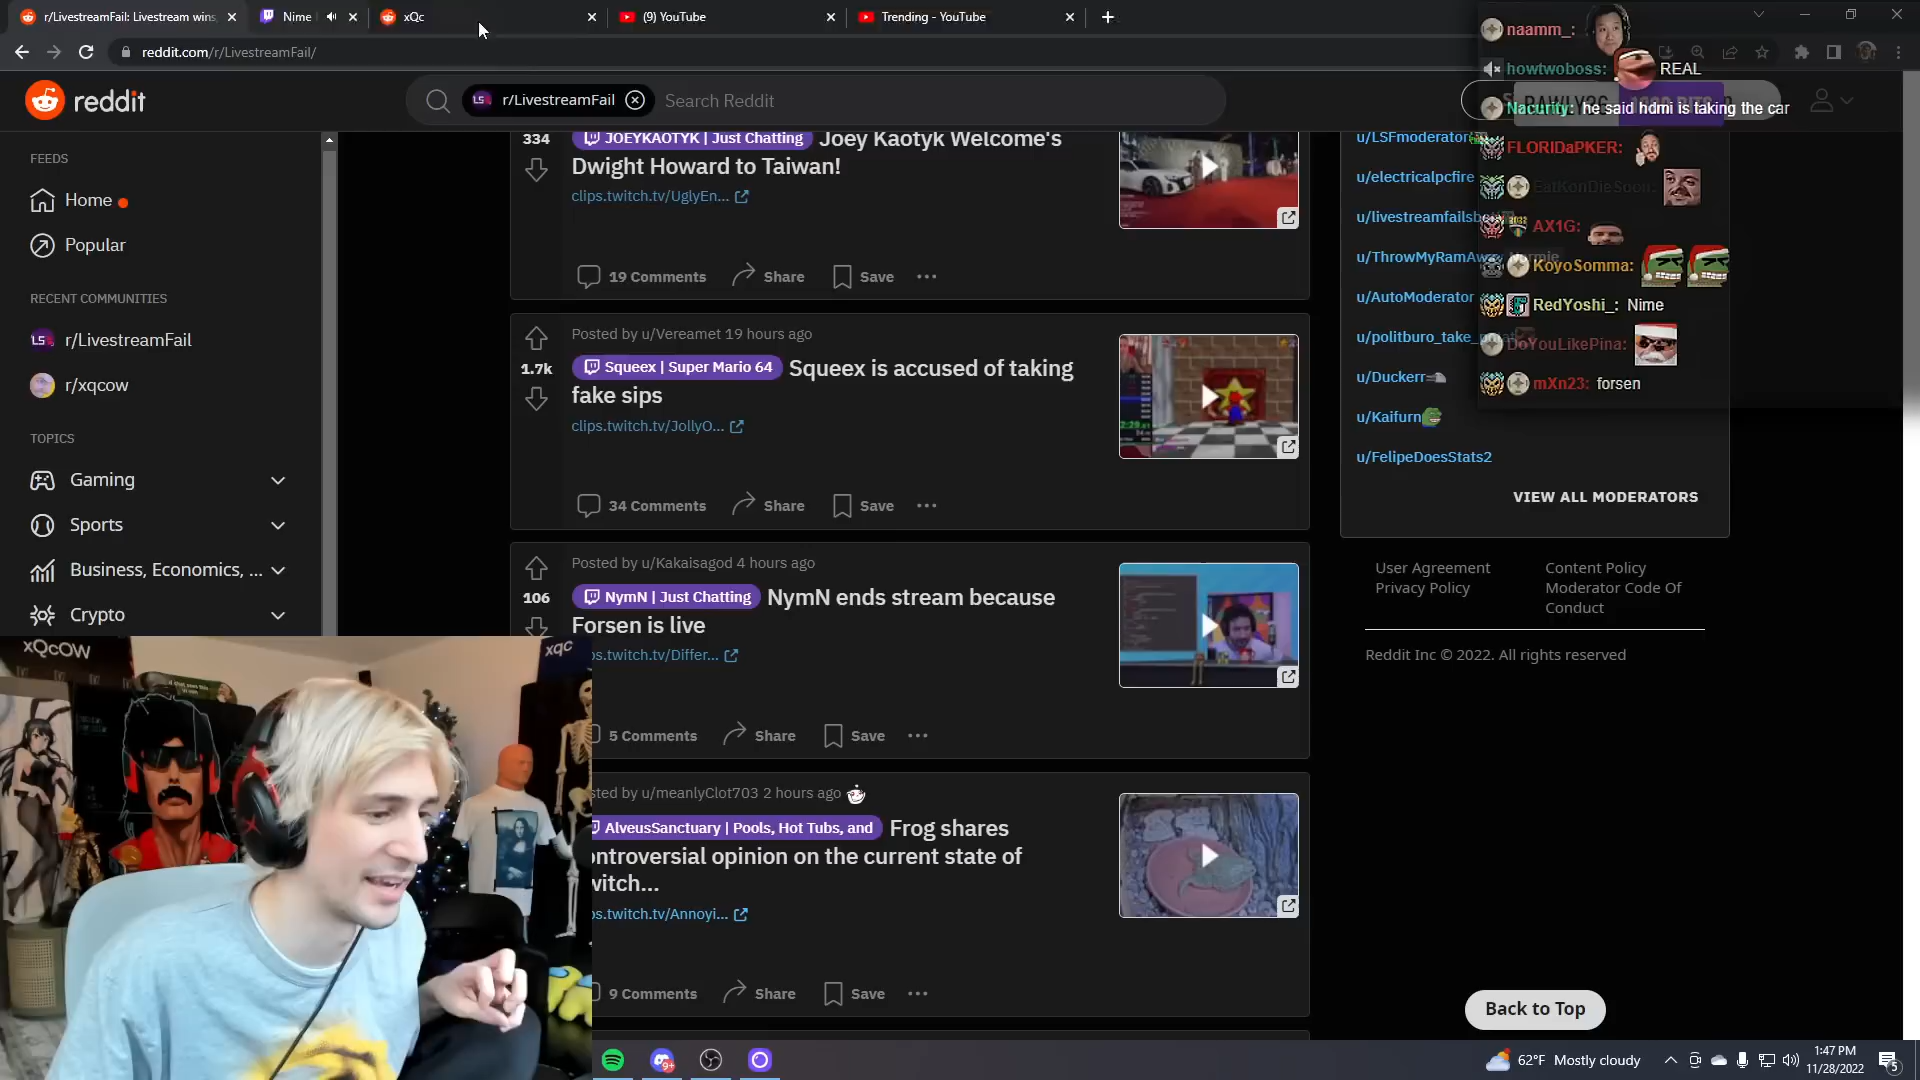 r/LivestreamFail: Livestream wins,
Nime
xQc
(9) YouTube
Trending - YouTube
reddit.com/r/LivestreamFail/
reddit
r/LivestreamFail
Search Reddit
FEEDS
Home
Popular
RECENT COMMUNITIES
r/LivestreamFail
r/xqcow
TOPICS
Gaming
Sports
Business, Economics, ...
Crypto
334
JOEYKAOTYK | Just Chatting Joey Kaotyk Welcome's
Dwight Howard to Taiwan!
clips.twitch.tv/UglyEn...
19 Comments Share Save
Posted by u/Vereamet 19 hours ago
1.7k
Squeex | Super Mario 64 Squeex is accused of taking
fake sips
clips.twitch.tv/JollyO...
34 Comments Share Save
Posted by u/Kakaisagod 4 hours ago
106
NymN | Just Chatting NymN ends stream because
Forsen is live
ps.twitch.tv/Differ...
5 Comments Share Save
sted by u/meanlyClot703 2 hours ago
AlveusSanctuary | Pools, Hot Tubs, and Frog shares
ontroversial opinion on the current state of
witch...
ps.twitch.tv/Annoyi...
9 Comments Share Save
u/LSFmoderator
u/electricalpcfire
u/livestreamfailsb
u/ThrowMyRamAw
u/AutoModerator
u/politburo_take_
u/Duckerr
u/Kaifurn
u/FelipeDoesStats2
VIEW ALL MODERATORS
User Agreement
Privacy Policy
Content Policy
Moderator Code Of
Conduct
Reddit Inc © 2022. All rights reserved
naamm_:
howtwoboss: REAL
Nacurity: he said hdmi is taking the car
FLORIDaPKER:
EatKonDieSoon:
AX1G:
KoyoSomma:
RedYoshi_: Nime
DoYouLikePina:
mXn23: forsen
Back to Top
xQcOW
xqc
62°F Mostly cloudy
1:47 PM
11/28/2022
5